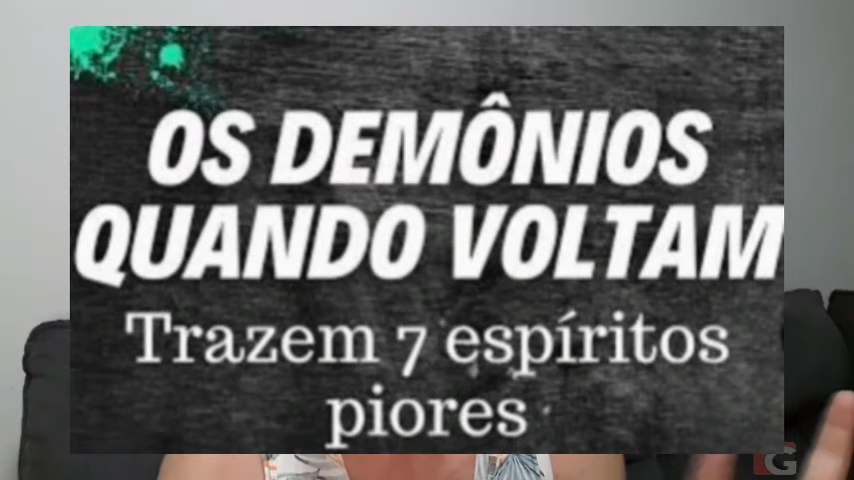 OS DEMÔNIOS
QUANDO VOLTAM
Trazem 7 espíritos
piores
G